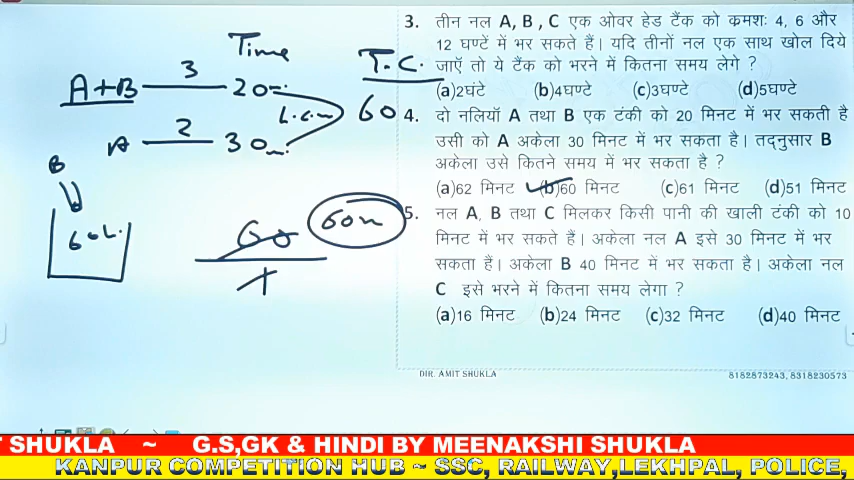 Time
A+B 3 20m.
A 2 30m.
L.c.m
T.C.
60
B
60L.
60
1
60m
3. तीन नल A, B , C एक ओवर हेड टैंक को क्रमशः 4, 6 और
12 घण्टें में भर सकते हैं। यदि तीनों नल एक साथ खोल दिये
जाएँ तो ये टैंक को भरने में कितना समय लेगे ?
(a)2घंटे (b)4घण्टे (c)3घण्टे (d)5घण्टे
4. दो नलियाँ A तथा B एक टंकी को 20 मिनट में भर सकती है
उसी को A अकेला 30 मिनट में भर सकता है। तद्नुसार B
अकेला उसे कितने समय में भर सकता है ?
(a)62 मिनट (b)60 मिनट (c)61 मिनट (d)51 मिनट
5. नल A, B तथा C मिलकर किसी पानी की खाली टंकी को 10
मिनट में भर सकते हैं। अकेला नल A इसे 30 मिनट में भर
सकता हैं। अकेला B 40 मिनट में भर सकता है। अकेला नल
C इसे भरने में कितना समय लेगा ?
(a)16 मिनट (b)24 मिनट (c)32 मिनट (d)40 मिनट
DIR. AMIT SHUKLA 8182873243, 8318230573
T SHUKLA ~ G.S,GK & HINDI BY MEENAKSHI SHUKLA
KANPUR COMPETITION HUB ~ SSC, RAILWAY,LEKHPAL, POLICE,